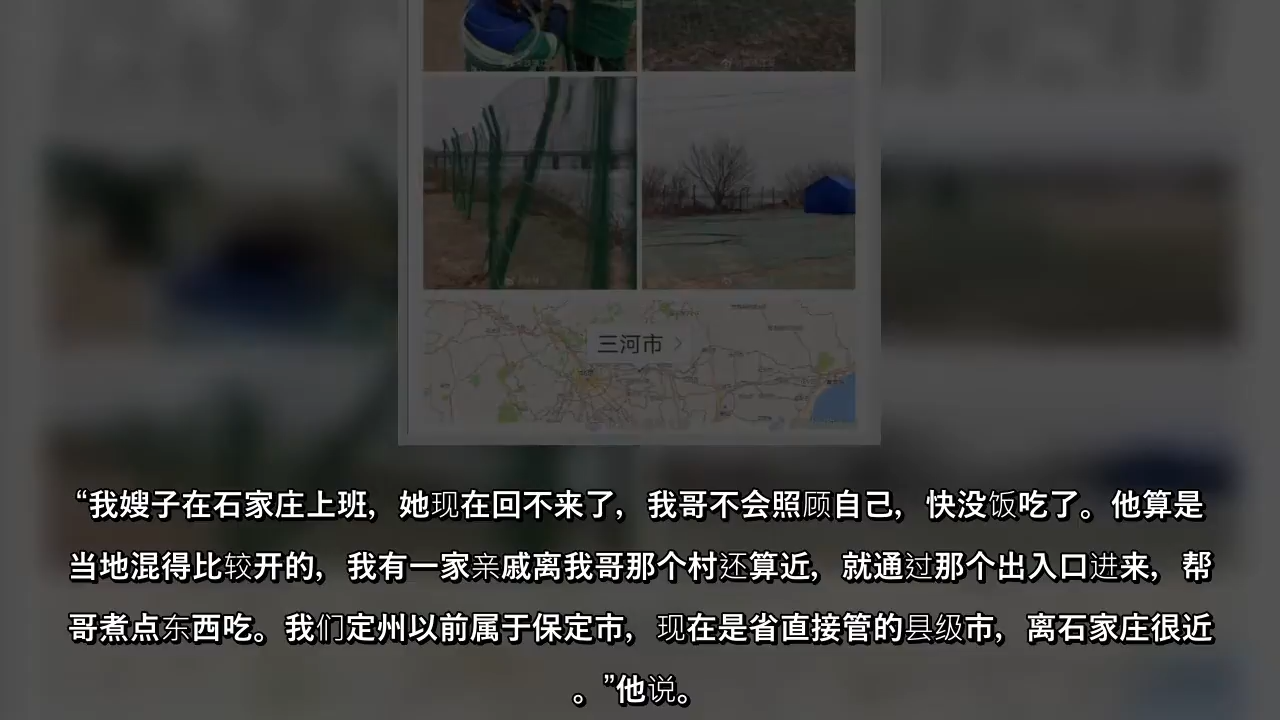 三河市
“我嫂子在石家庄上班，她现在回不来了，我哥不会照顾自己，快没饭吃了。他算是
当地混得比较开的，我有一家亲戚离我哥那个村还算近，就通过那个出入口进来，帮
哥煮点东西吃。我们定州以前属于保定市，现在是省直接管的县级市，离石家庄很近
。”他说。